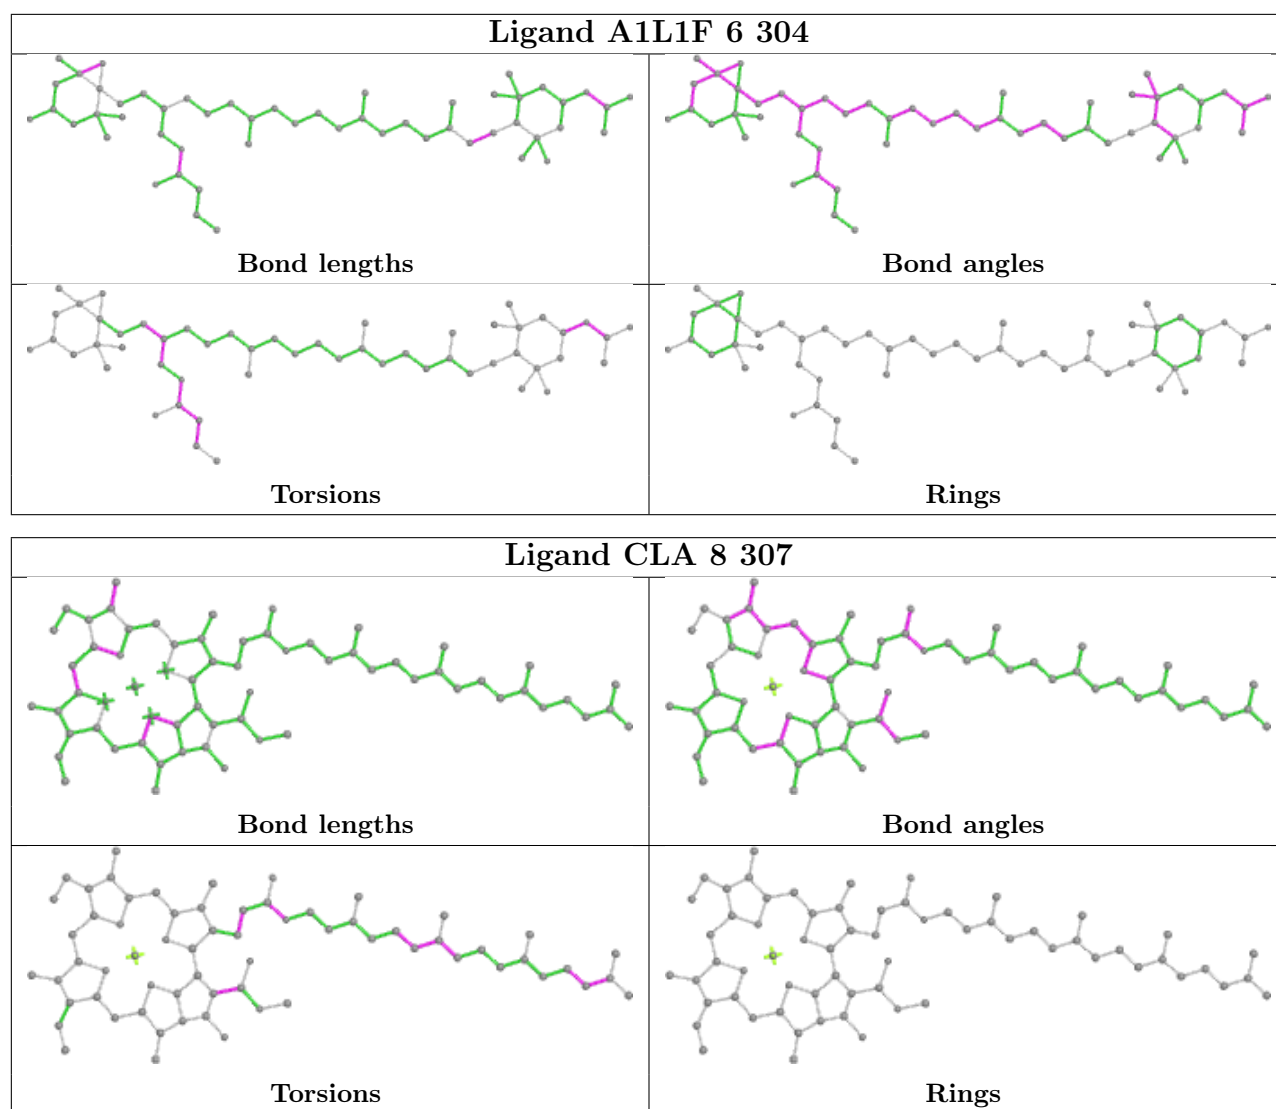 Ligand A1L1F 6 304
Bond lengths
Bond angles
Torsions
Rings
Ligand CLA 8 307
Bond lengths
Bond angles
Torsions
Rings